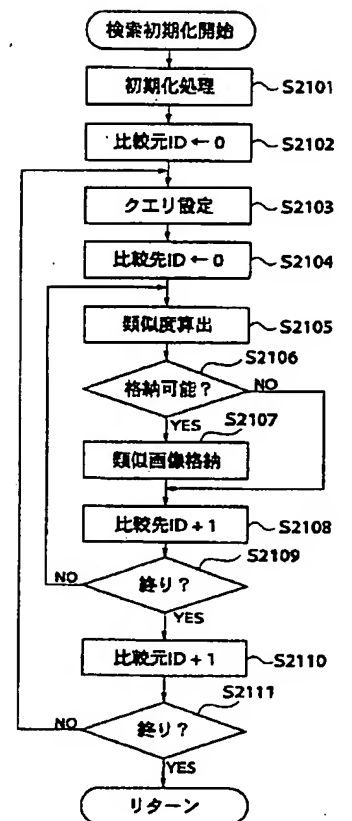 検索初期化開始
初期化処理
S2101
比較元ID ← 0
S2102
クエリ設定
S2103
比較先ID ← 0
S2104
類似度算出
S2105
S2106
格納可能?
NO
YES
S2107
類似画像格納
比較先ID + 1
S2108
S2109
NO
終り?
YES
比較元ID + 1
S2110
S2111
NO
終り?
YES
リターン